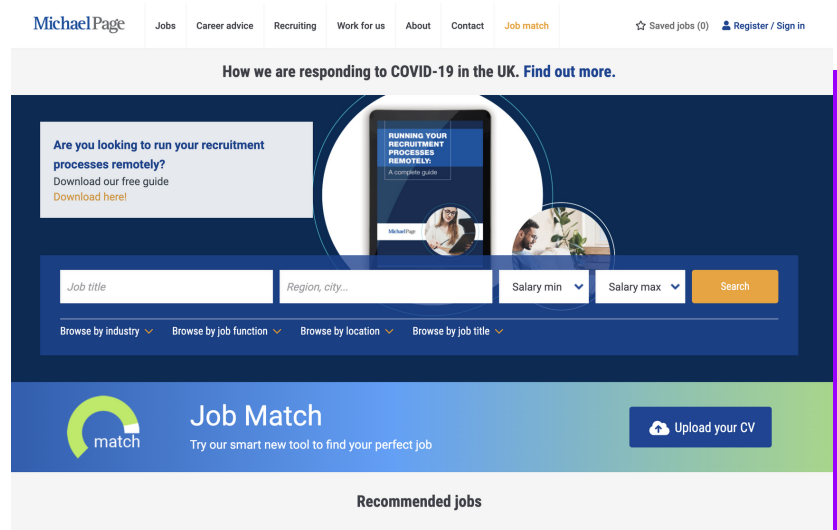 MichaelPage
Jobs
Career advice
Recruiting
Work for us
About
Contact
Job match
Saved jobs (0)
Register / Sign in
How we are responding to COVID-19 in the UK. Find out more.
Are you looking to run your recruitment
processes remotely?
Download our free guide
Download here!
RUNNING YOUR
RECRUITMENT
PROCESSES
REMOTELY:
A complete guide
MichaelPage
Job title
Region, city...
Salary min
Salary max
Search
Browse by industry
Browse by job function
Browse by location
Browse by job title
match
Job Match
Try our smart new tool to find your perfect job
Upload your CV
Recommended jobs